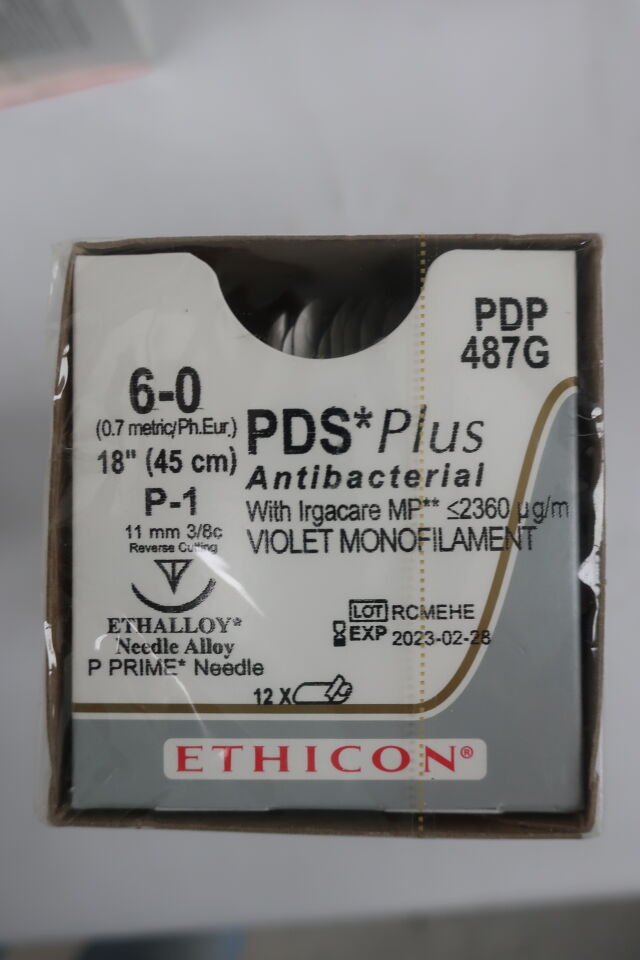 PDP
487G
6-0
(0.7 metric/Ph.Eur.)
18" (45 cm)
P-1
11 mm 3/8c
Reverse Cutting
ETHALLOY*
Needle Alloy
P PRIME* Needle
PDS* Plus
Antibacterial
With Irgacare MP** ≤2360 µg/m
VIOLET MONOFILAMENT
LOT RCMEHE
EXP 2023-02-28
12 X
ETHICON®